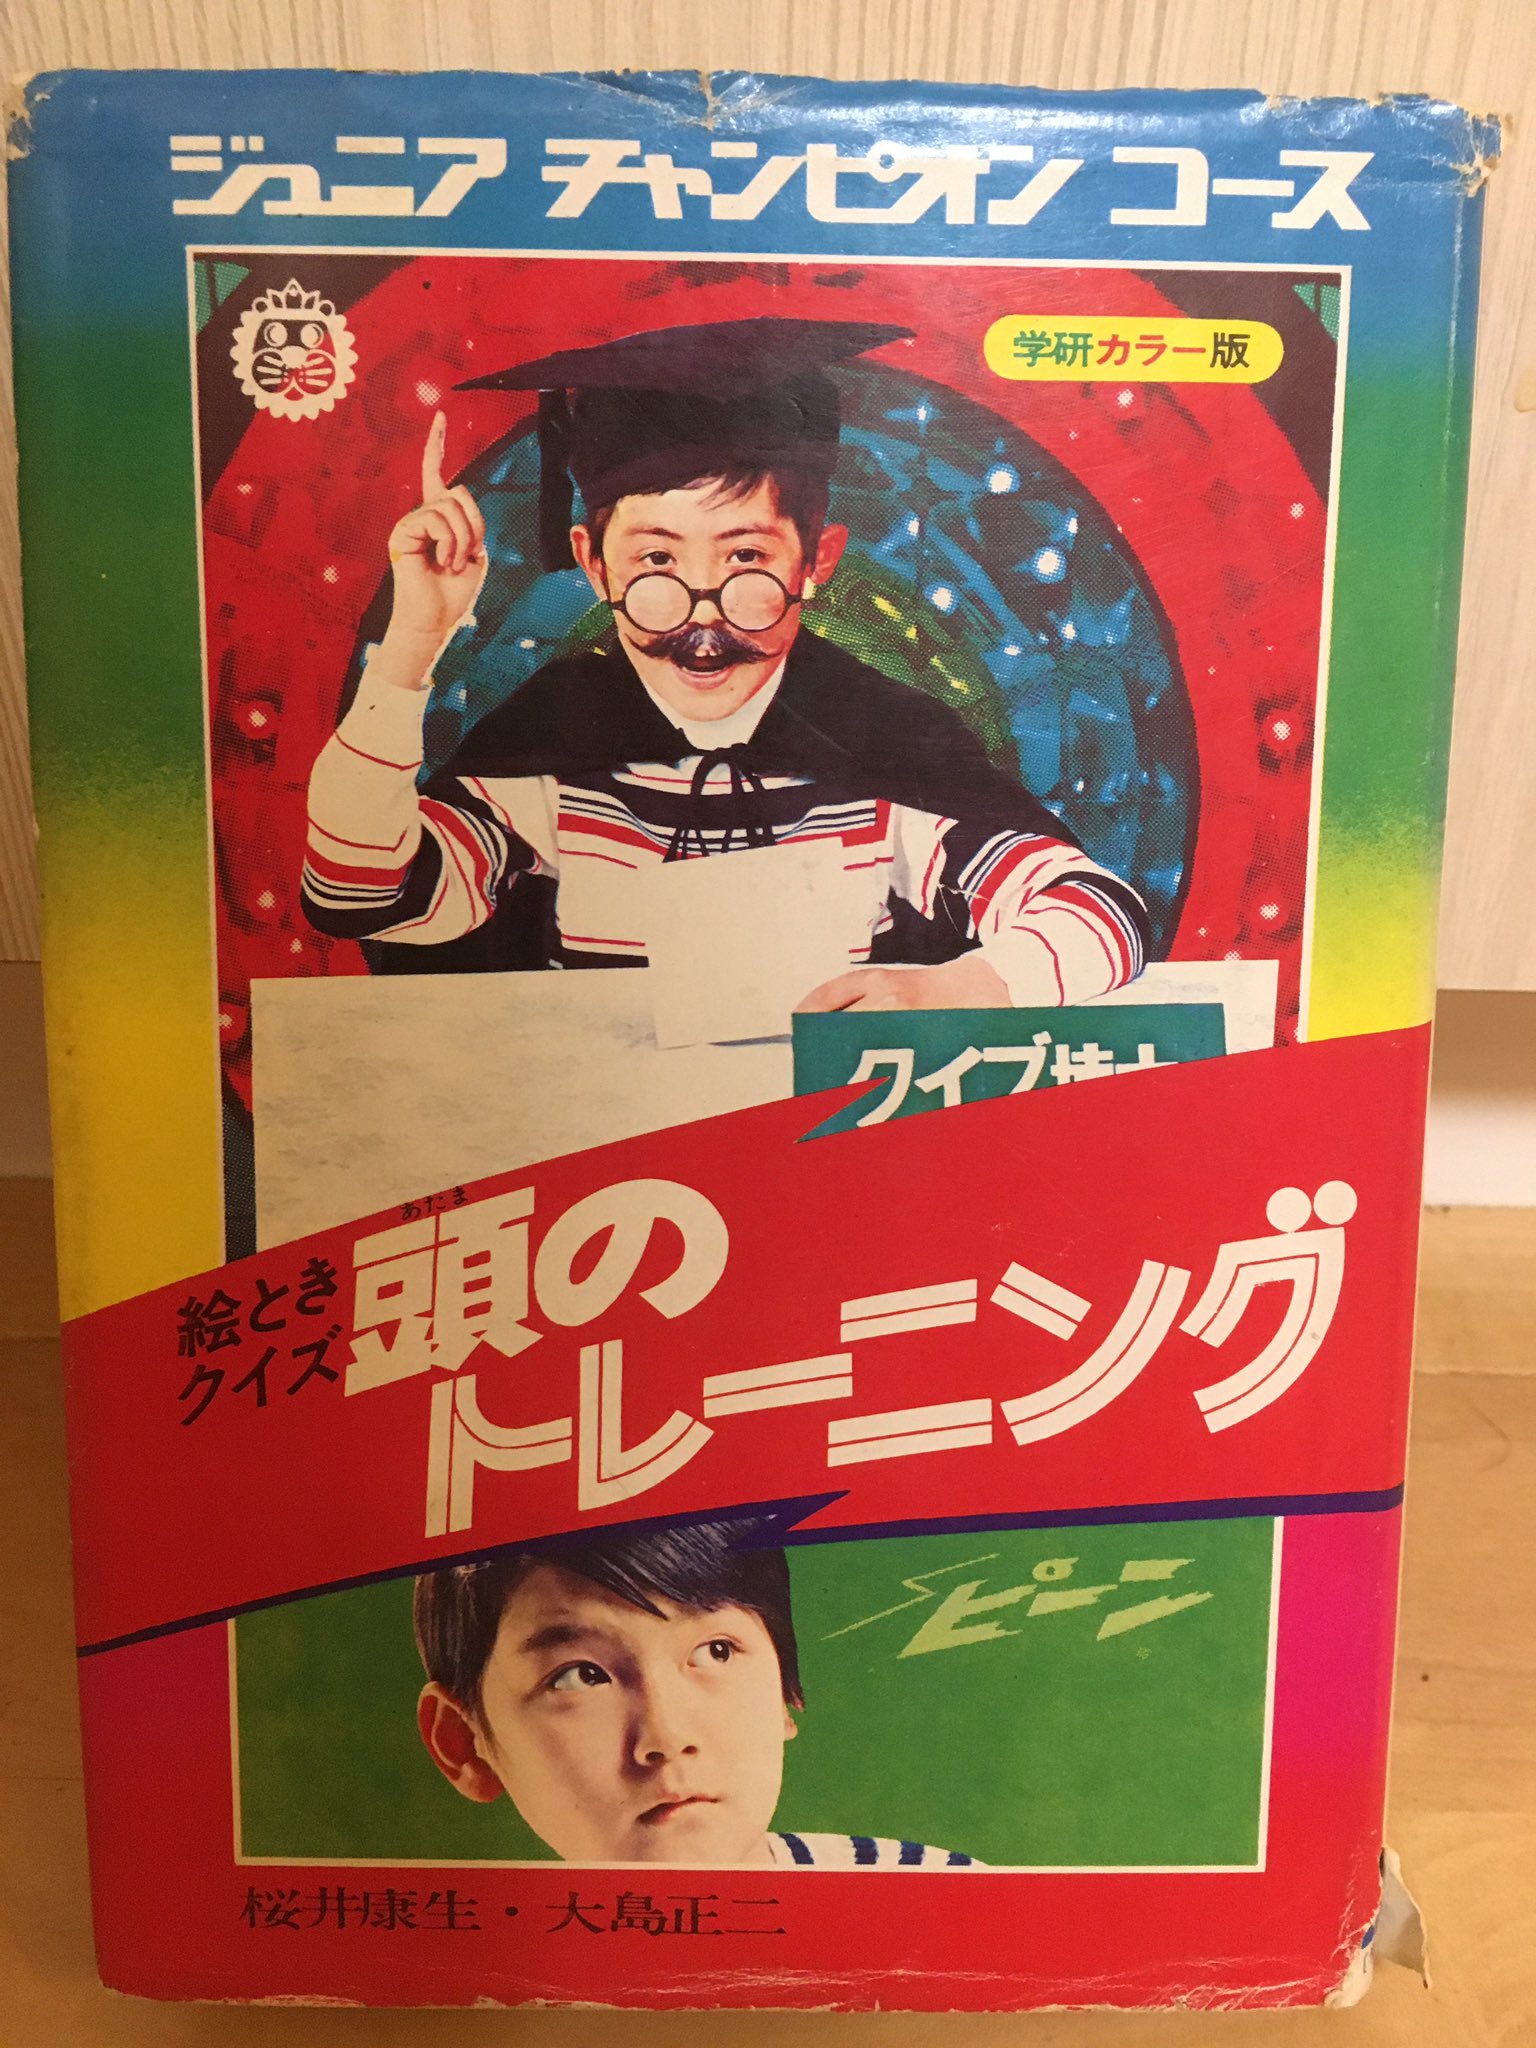 ジュニア チャンピオン コース
学研カラー版
クイズ博士
あたま
絵とき
クイズ
頭の
トレーニング
ピーン
桜井康生・大島正二